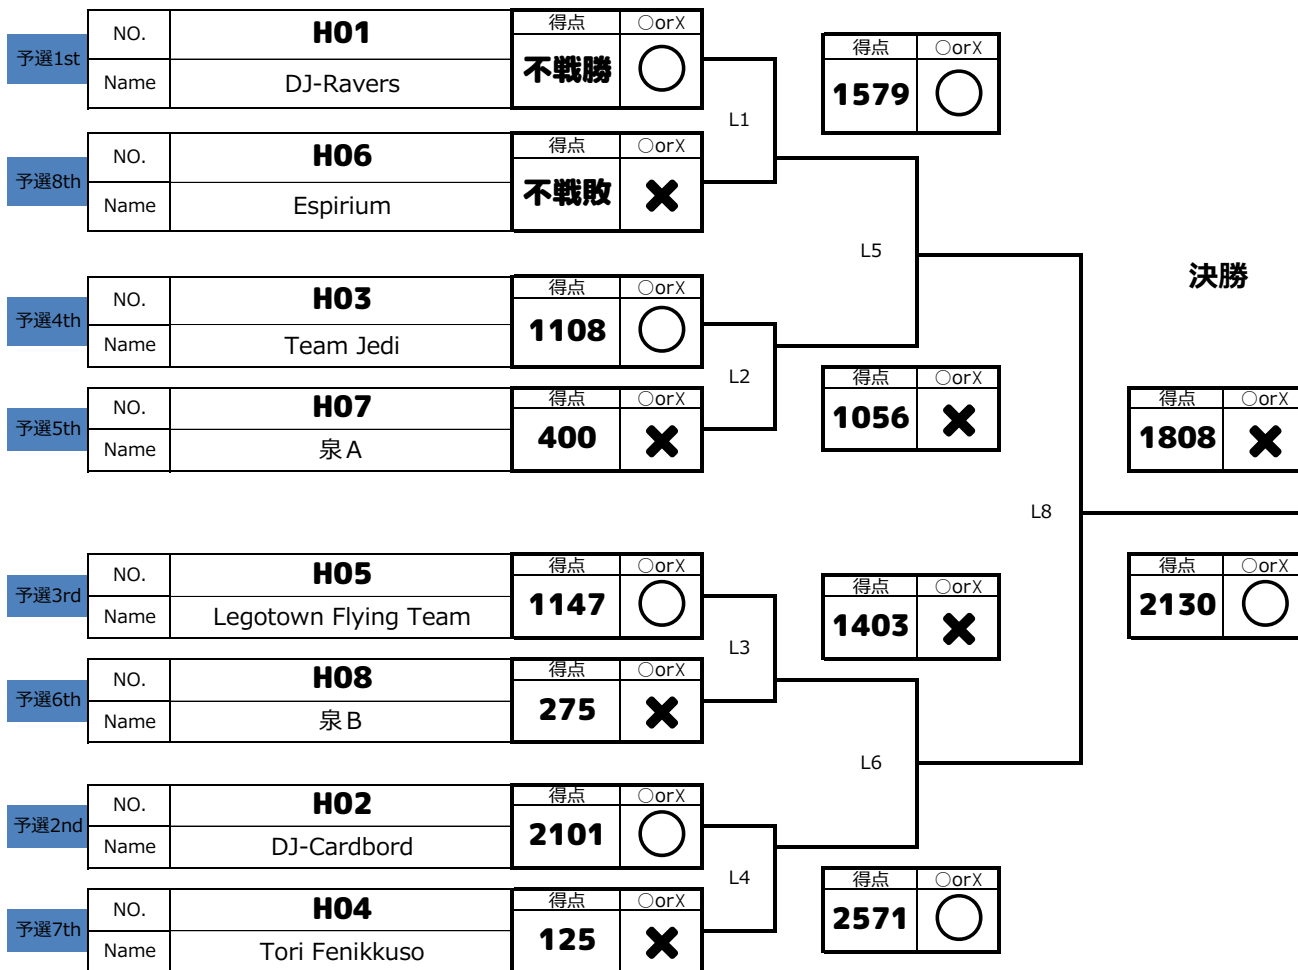 NO. H01 得点 ○orX
予選1st 不戦勝 ○ 得点 ○orX
Name DJ-Ravers 1579 ○
L1
NO. H06 得点 ○orX
予選8th 不戦敗 ✖
Name Espirium
L5
決勝
NO. H03 得点 ○orX
予選4th 1108 ○
Name Team Jedi
L2 得点 ○orX
1056 ✖
NO. H07 得点 ○orX 得点 ○orX
予選5th 400 ✖ 1808 ✖
Name 泉A
L8
NO. H05 得点 ○orX 得点 ○orX
予選3rd 1147 ○ 得点 ○orX 2130 ○
Name Legotown Flying Team 1403 ✖
L3
NO. H08 得点 ○orX
予選6th 275 ✖
Name 泉B
L6
NO. H02 得点 ○orX
予選2nd 2101 ○
Name DJ-Cardbord
L4 得点 ○orX
2571 ○
NO. H04 得点 ○orX
予選7th 125 ✖
Name Tori Fenikkuso